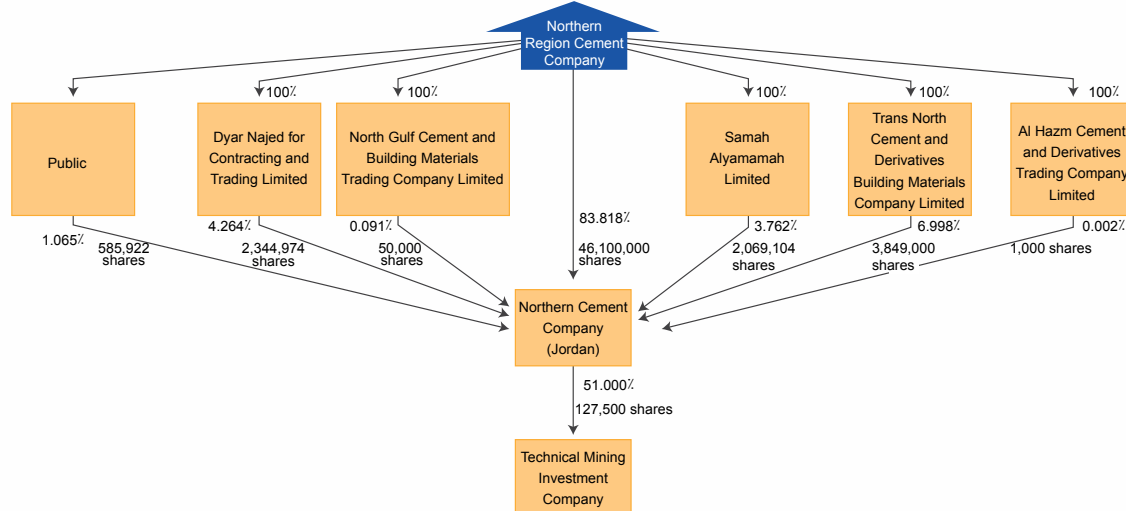 Northern
Region Cement
Company
100%
100%
100%
100%
100%
Public
Dyar Najed for
Contracting and
Trading Limited
North Gulf Cement and
Building Materials
Trading Company Limited
Samah
Alyamamah
Limited
Trans North
Cement and
Derivatives
Building Materials
Company Limited
Al Hazm Cement
and Derivatives
Trading Company
Limited
1.065%
585,922
shares
4.264%
2,344,974
shares
0.091%
50,000
shares
83.818%
46,100,000
shares
3.762%
2,069,104
shares
6.998%
3,849,000
shares
0.002%
1,000 shares
Northern Cement
Company
(Jordan)
51.000%
127,500 shares
Technical Mining
Investment
Company